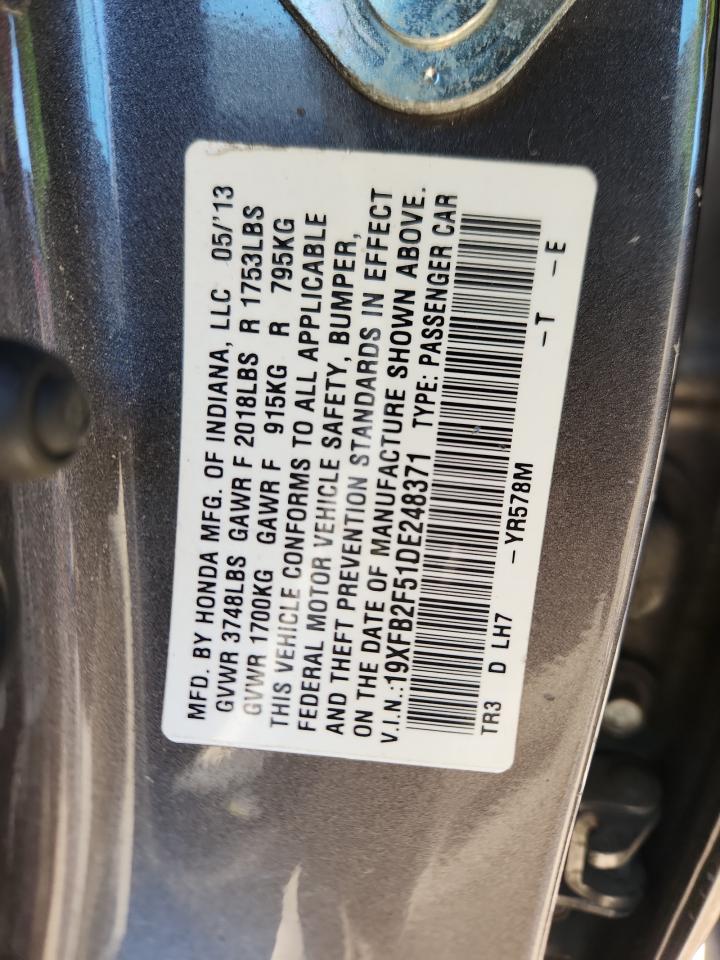 MFD. BY HONDA MFG. OF INDIANA, LLC 05/'13
GVWR 3748LBS GAWR F 2018LBS R 1753LBS
GVWR 1700KG GAWR F 915KG R 795KG
THIS VEHICLE CONFORMS TO ALL APPLICABLE
FEDERAL MOTOR VEHICLE SAFETY, BUMPER,
AND THEFT PREVENTION STANDARDS IN EFFECT
ON THE DATE OF MANUFACTURE SHOWN ABOVE.
V.I.N.:19XFB2F51DE248371 TYPE: PASSENGER CAR
TR3 D LH7 -YR578M -T -E